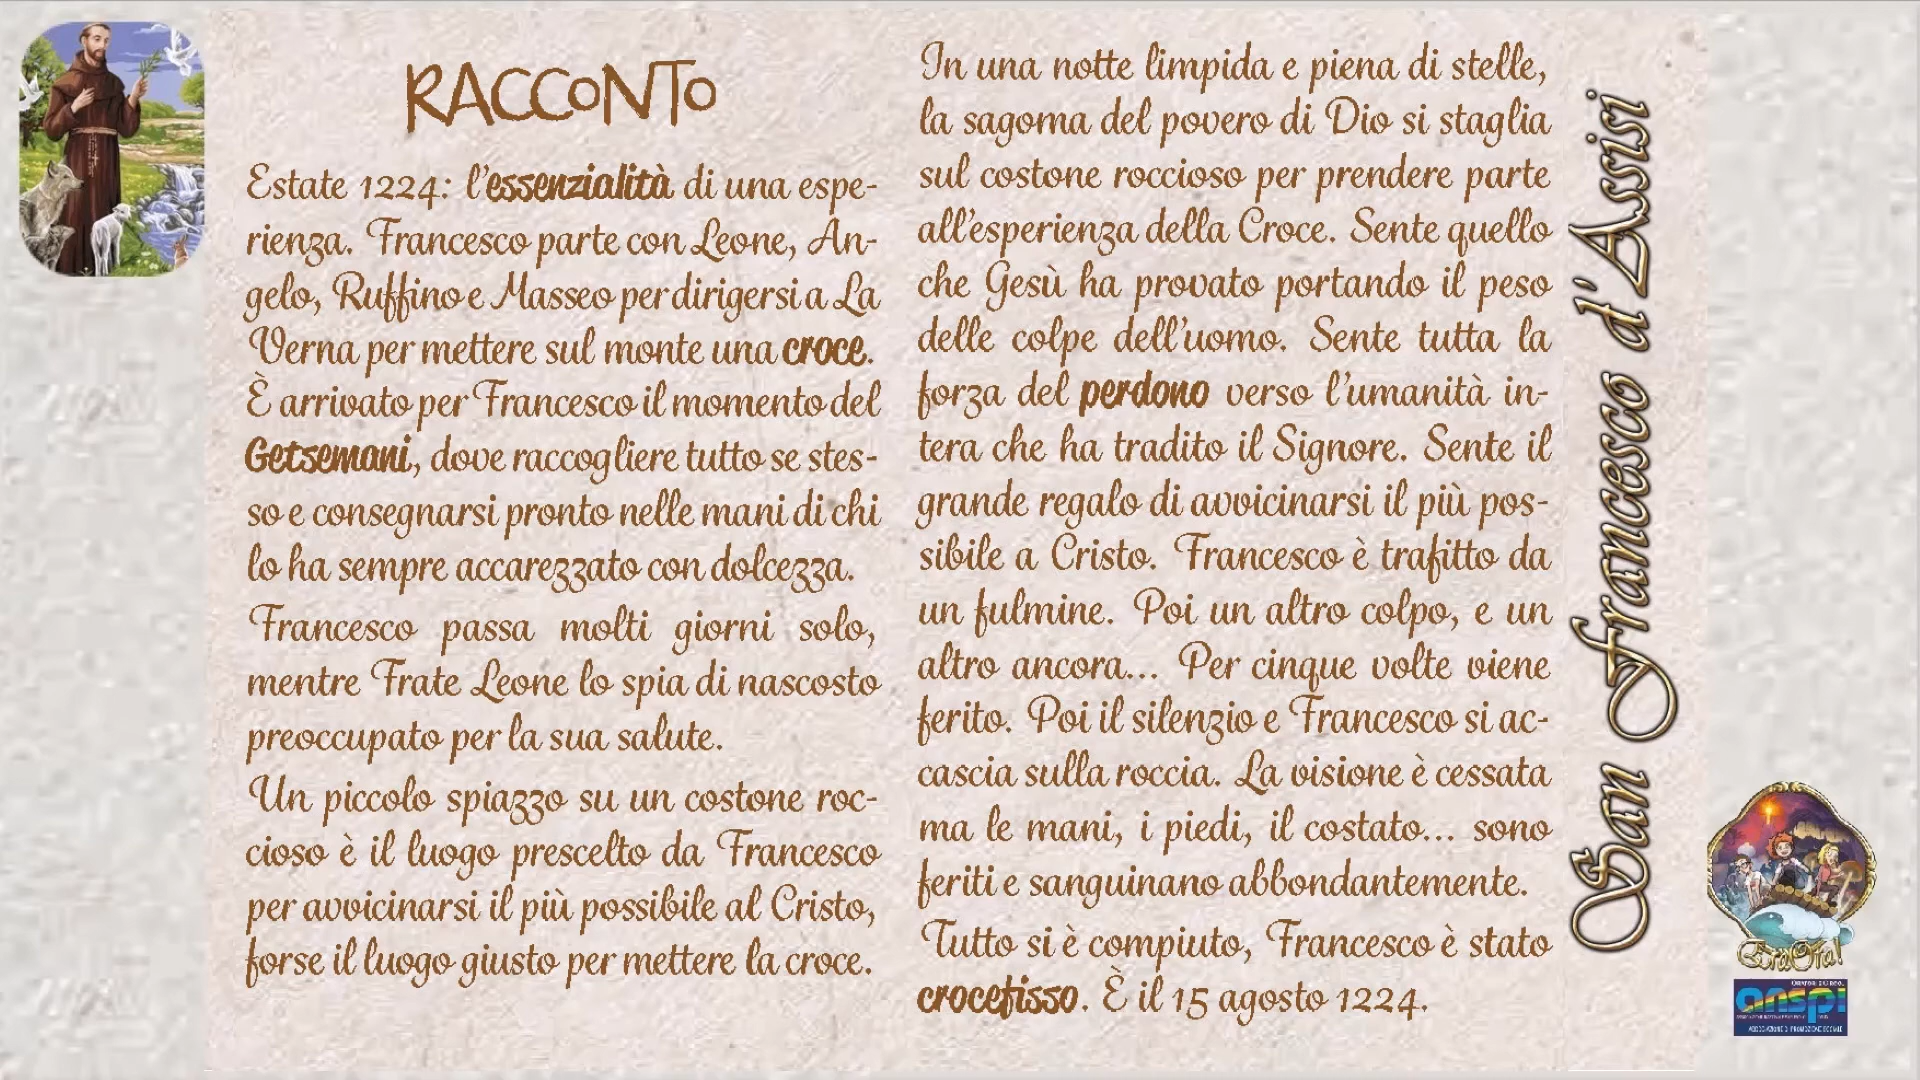 RACCONTO
Estate 1224: l'essenzialità di una espe-
rienza. Francesco parte con Leone, An-
gelo, Ruffino e Masseo per dirigersi a La
Verna per mettere sul monte una croce.
È arrivato per Francesco il momento del
Getsemani, dove raccogliere tutto se stes-
so e consegnarsi pronto nelle mani di chi
lo ha sempre accarezzato con dolcezza.
Francesco passa molti giorni solo,
mentre Frate Leone lo spia di nascosto
preoccupato per la sua salute.
Un piccolo spiazzo su un costone roc-
cioso è il luogo prescelto da Francesco
per avvicinarsi il più possibile al Cristo,
forse il luogo giusto per mettere la croce.
In una notte limpida e piena di stelle,
la sagoma del povero di Dio si staglia
sul costone roccioso per prendere parte
all'esperienza della Croce. Sente quello
che Gesù ha provato portando il peso
delle colpe dell'uomo. Sente tutta la
forza del perdono verso l'umanità in-
tera che ha tradito il Signore. Sente il
grande regalo di avvicinarsi il più pos-
sibile a Cristo. Francesco è trafitto da
un fulmine. Poi un altro colpo, e un
altro ancora... Per cinque volte viene
ferito. Poi il silenzio e Francesco si ac-
cascia sulla roccia. La visione è cessata
ma le mani, i piedi, il costato... sono
feriti e sanguinano abbondantemente.
Tutto si è compiuto, Francesco è stato
crocefisso. È il 15 agosto 1224.
San Francesco d'Assisi
EraOra!
ORATORI E CIRCOLI
anspi
ASSOCIAZIONE DI PROMOZIONE SOCIALE